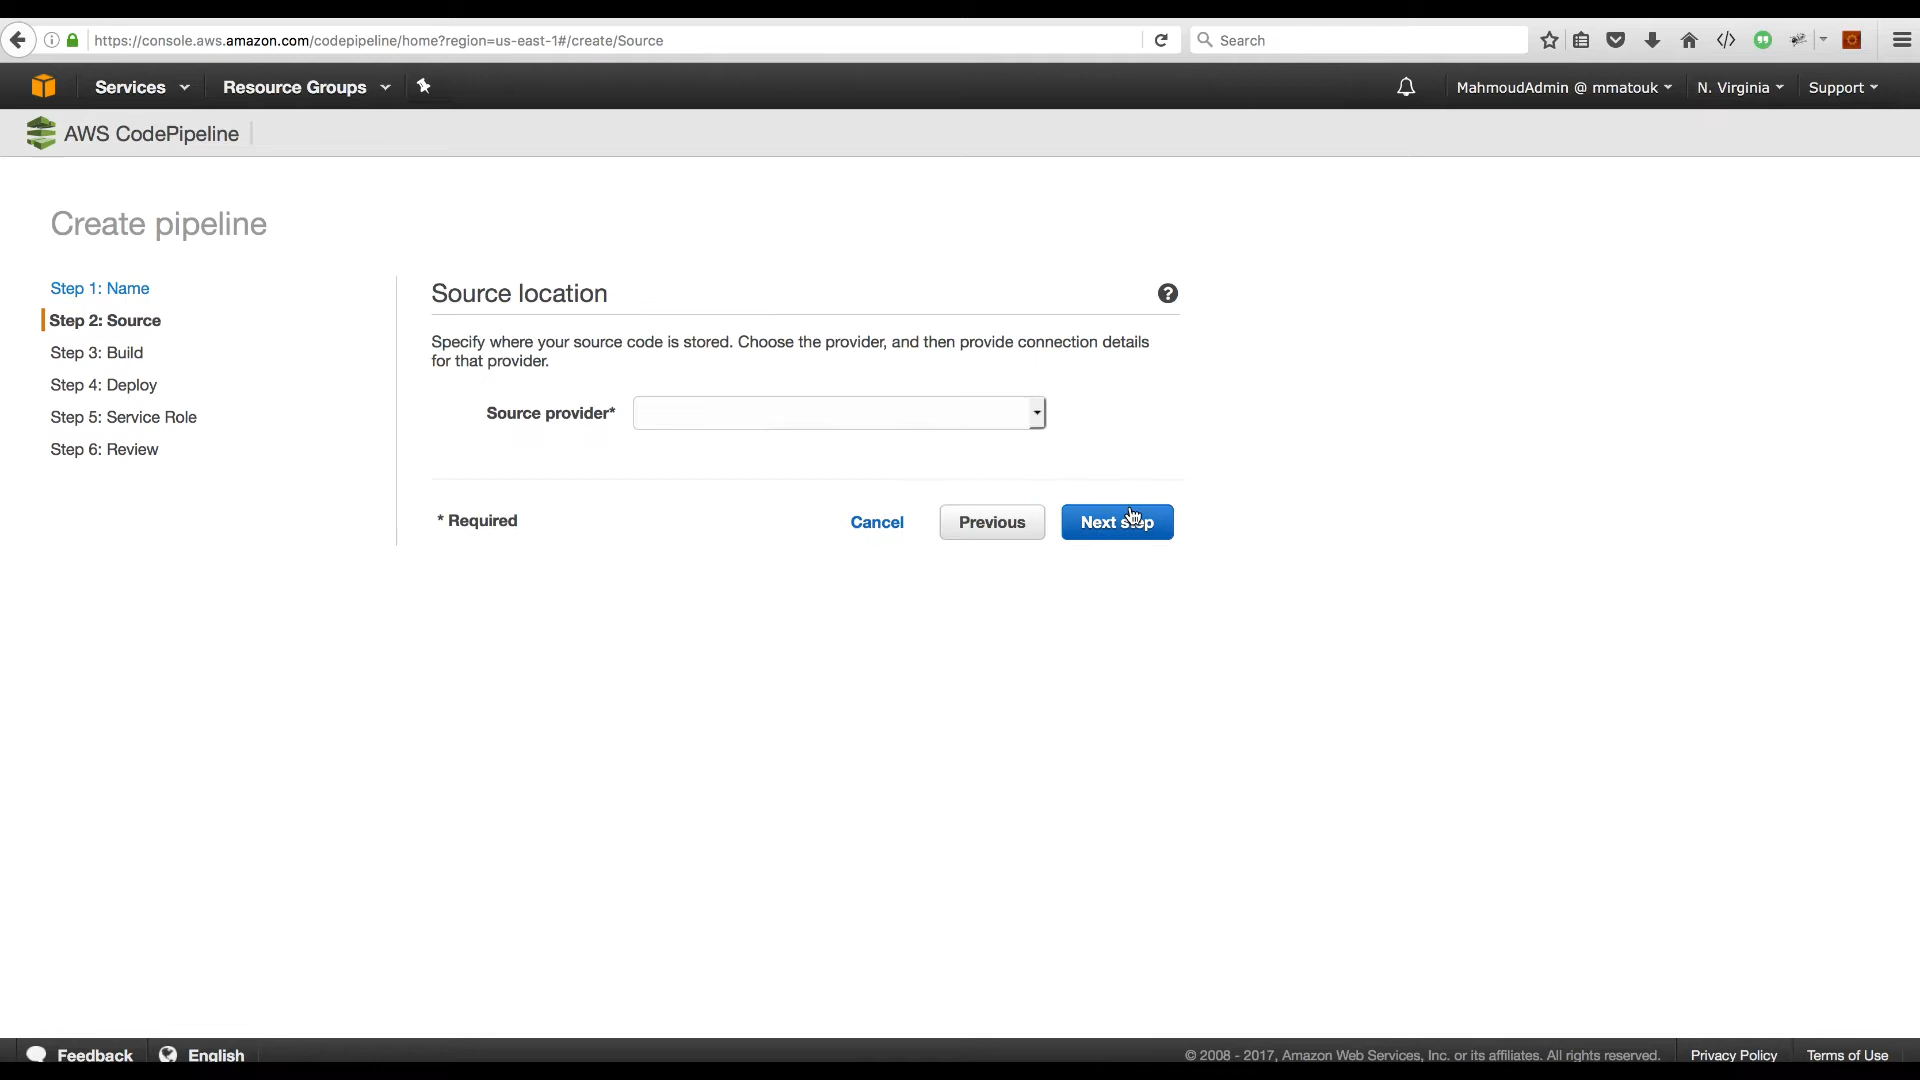 https://console.aws.amazon.com/codepipeline/home?region=us-east-1#/create/Source
Search
Services
Resource Groups
MahmoudAdmin @ mmatouk
N. Virginia
Support
AWS CodePipeline
Create pipeline
Step 1: Name
Step 2: Source
Step 3: Build
Step 4: Deploy
Step 5: Service Role
Step 6: Review
Source location
Specify where your source code is stored. Choose the provider, and then provide connection details
for that provider.
Source provider*
* Required
Cancel
Previous
Next step
Feedback
English
© 2008 - 2017, Amazon Web Services, Inc. or its affiliates. All rights reserved.
Privacy Policy
Terms of Use